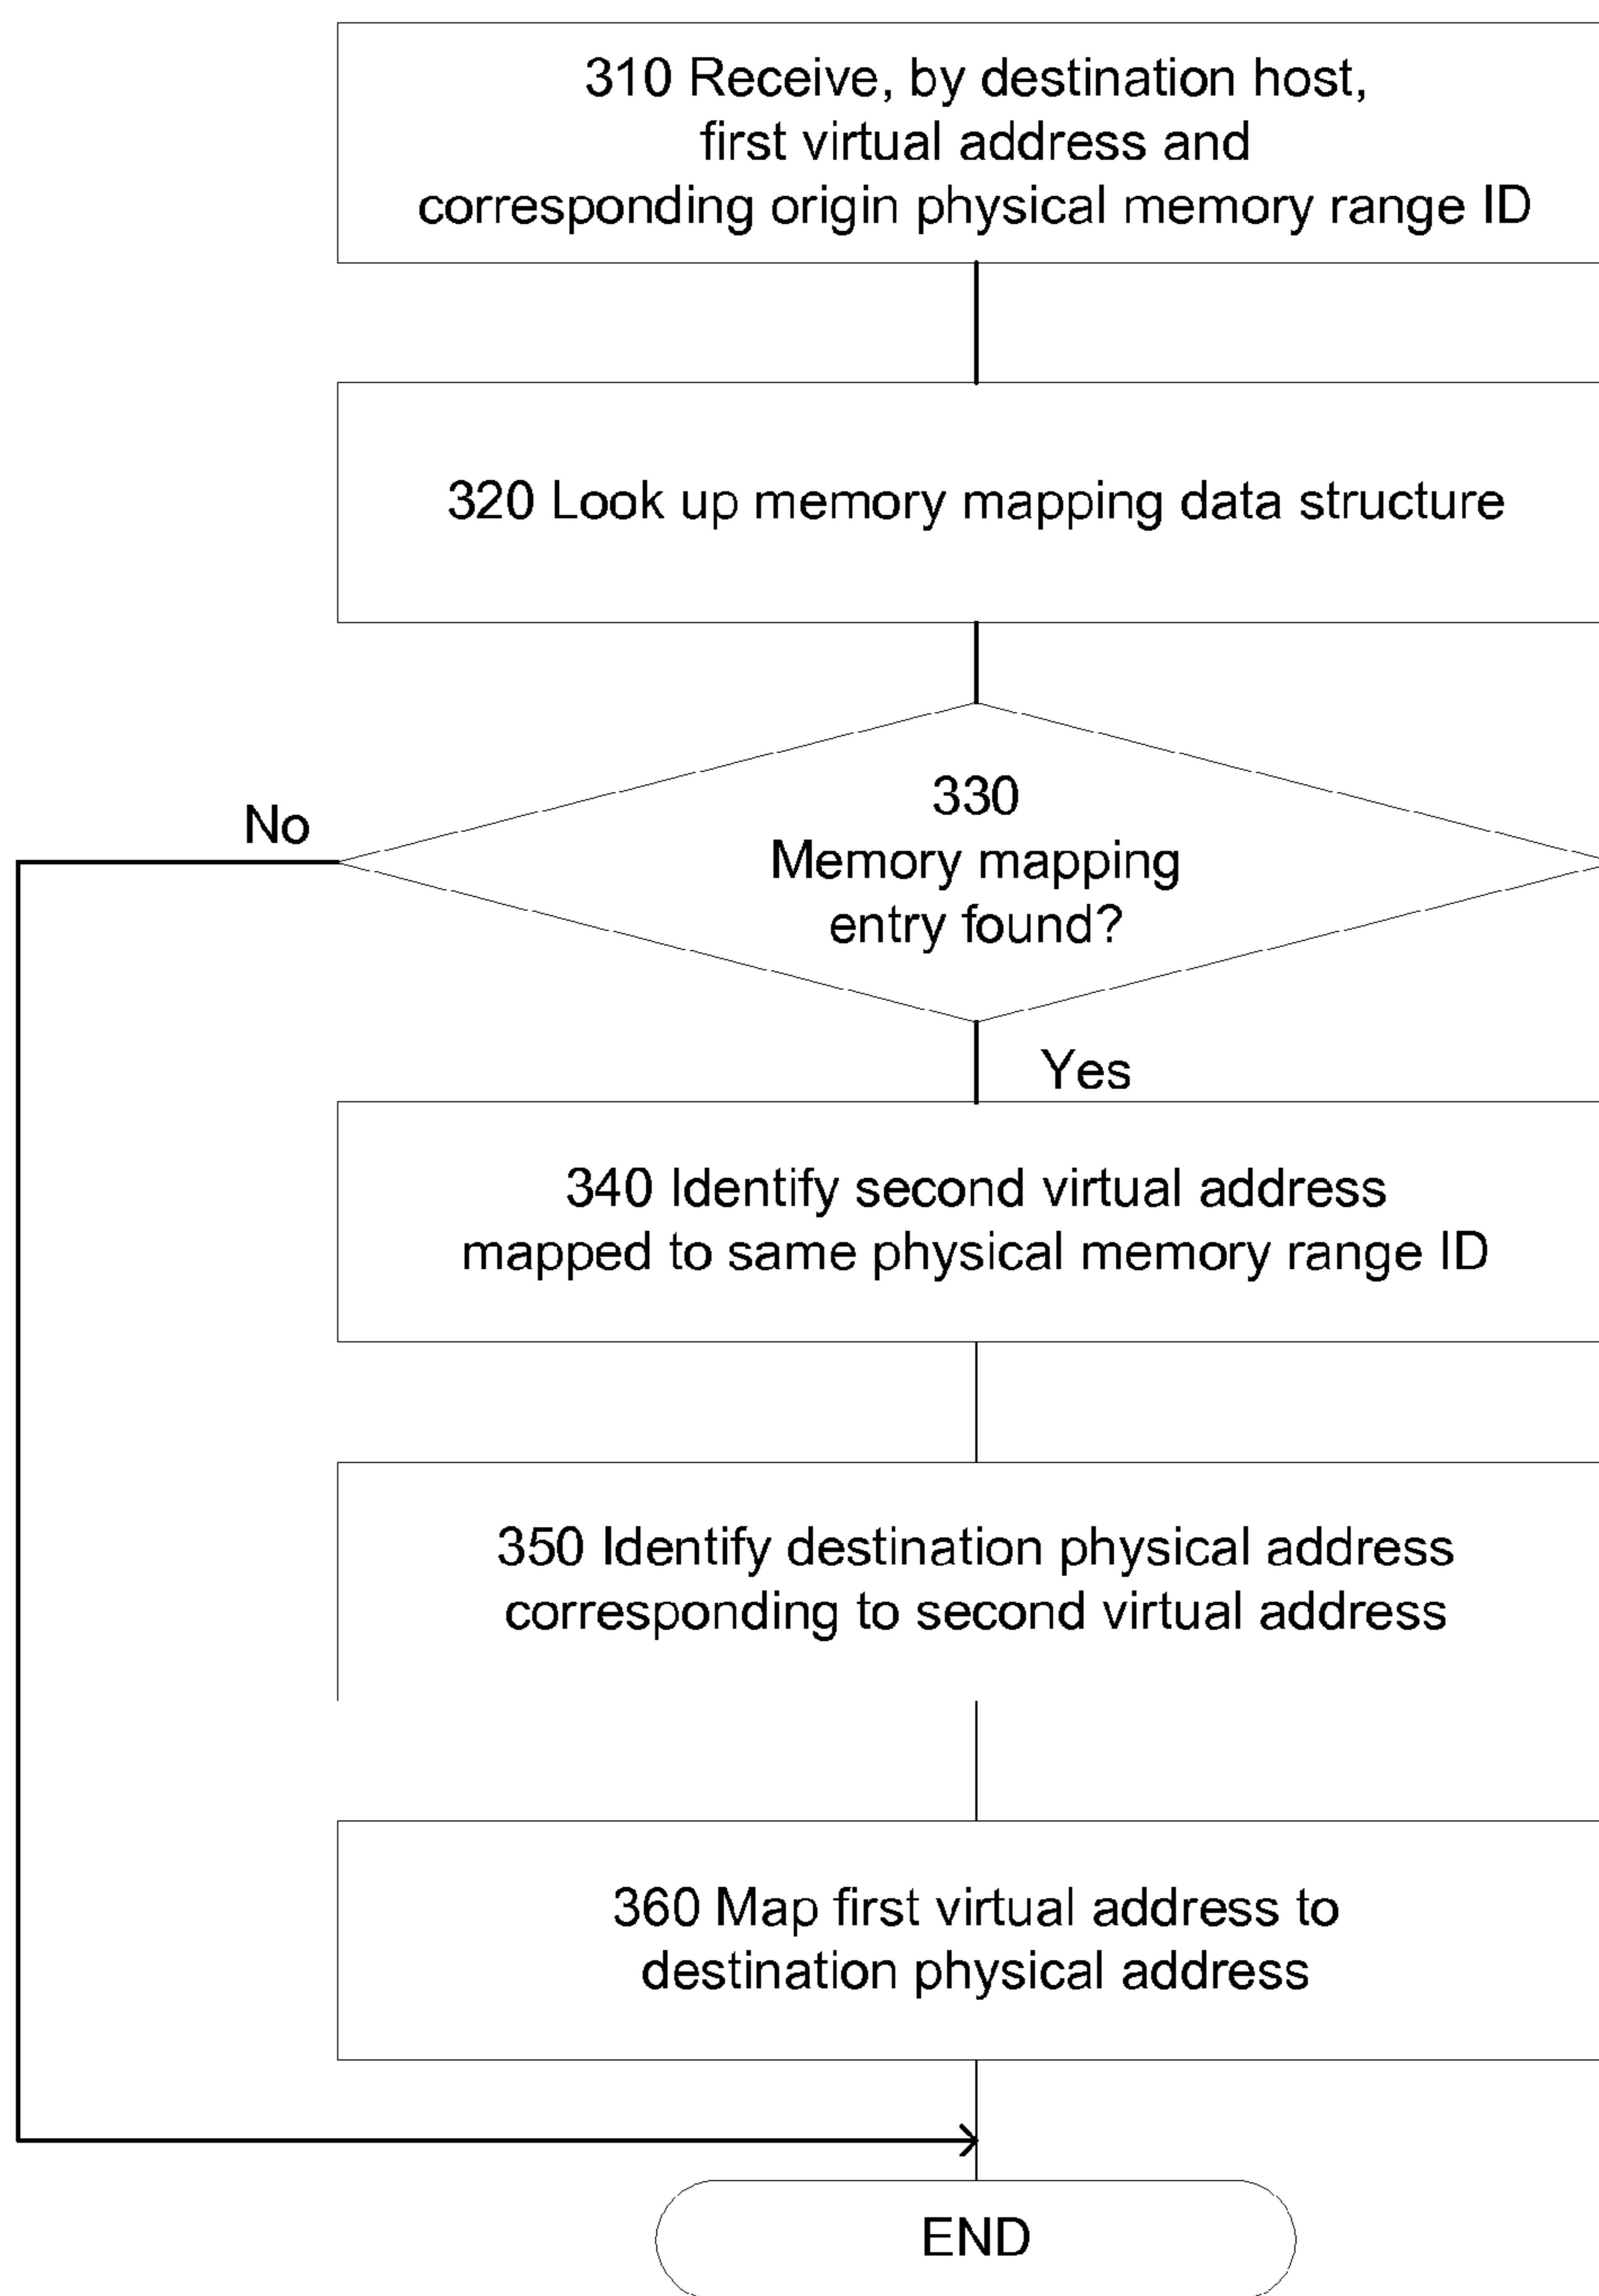 310 Receive, by destination host,
first virtual address and
corresponding origin physical memory range ID
320 Look up memory mapping data structure
330
Memory mapping
entry found?
No
Yes
340 Identify second virtual address
mapped to same physical memory range ID
350 Identify destination physical address
corresponding to second virtual address
360 Map first virtual address to
destination physical address
END